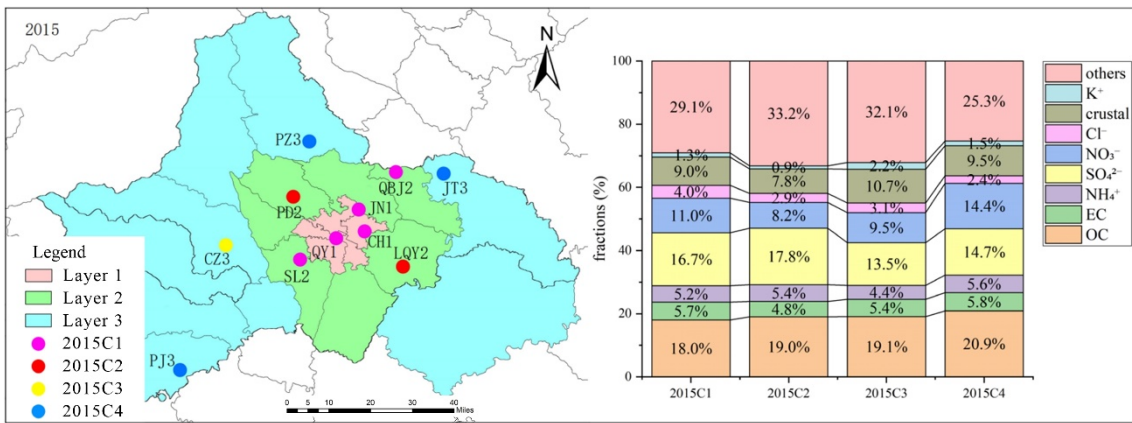 2015
N
PZ3
QBJ2
JT3
PD2
JN1
CH1
QY1
CZ3
SL2
LQY2
PJ3
Legend
Layer 1
Layer 2
Layer 3
2015C1
2015C2
2015C3
2015C4
0 5 10 20 30 40
Miles
fractions (%)
100
80
60
40
20
0
29.1% 33.2% 32.1% 25.3%
1.3% 0.9% 2.2% 1.5%
9.0% 7.8% 10.7% 9.5%
4.0% 2.9% 3.1% 2.4%
11.0% 8.2% 9.5% 14.4%
16.7% 17.8% 13.5% 14.7%
5.2% 5.4% 4.4% 5.6%
5.7% 4.8% 5.4% 5.8%
18.0% 19.0% 19.1% 20.9%
2015C1 2015C2 2015C3 2015C4
others
K⁺
crustal
Cl⁻
NO₃⁻
SO₄²⁻
NH₄⁺
EC
OC